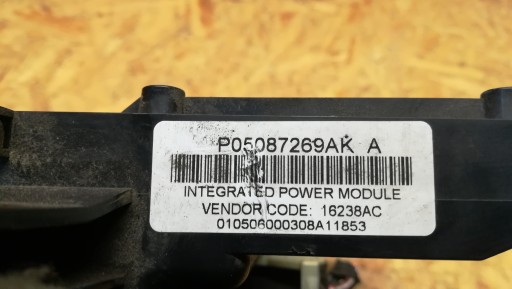 P05087269AK A
INTEGRATED POWER MODULE
VENDOR CODE: 16238AC
010506000308A11853